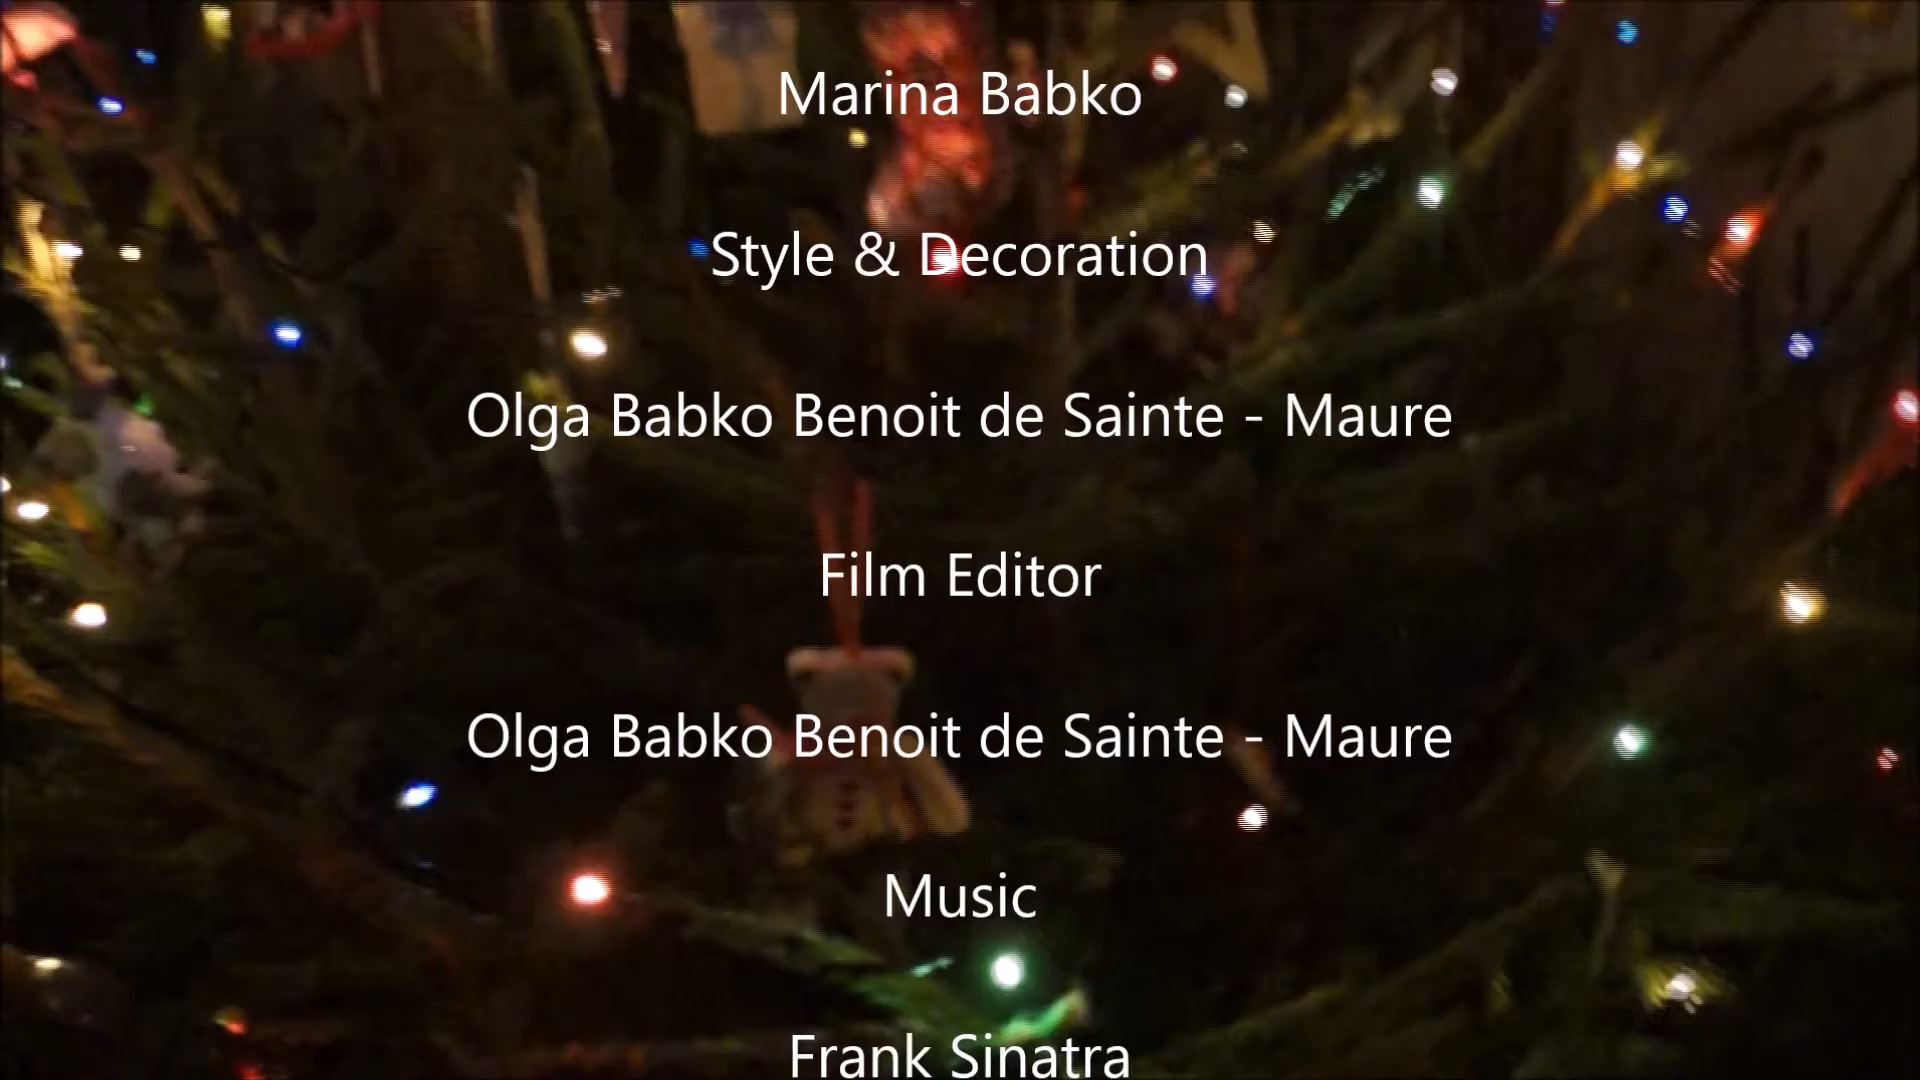 Marina Babko
Style & Decoration
Olga Babko Benoit de Sainte - Maure
Film Editor
Olga Babko Benoit de Sainte - Maure
Music
Frank Sinatra